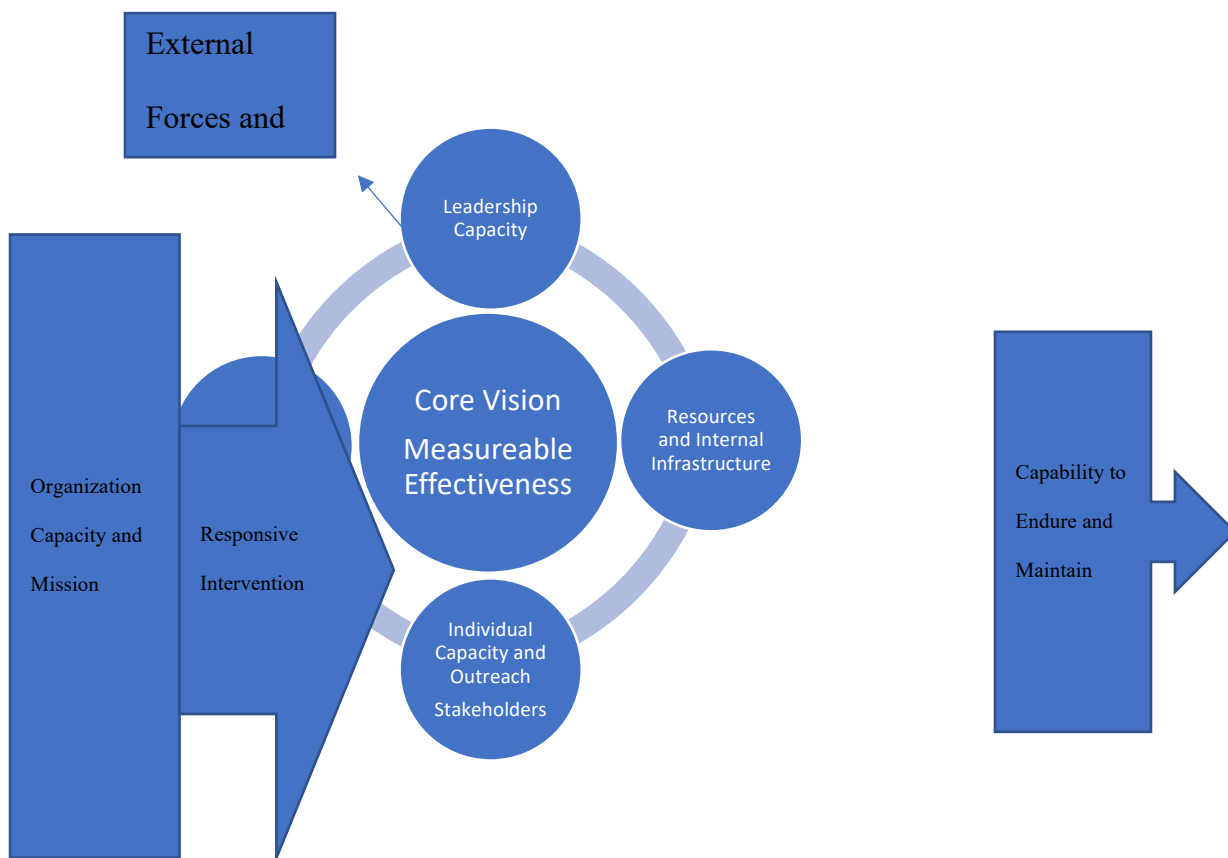 External
Forces and
Leadership
Capacity
Core Vision
Measureable
Effectiveness
Resources
and Internal
Infrastructure
Organization
Capacity and
Mission
Responsive
Intervention
Individual
Capacity and
Outreach
Stakeholders
Capability to
Endure and
Maintain